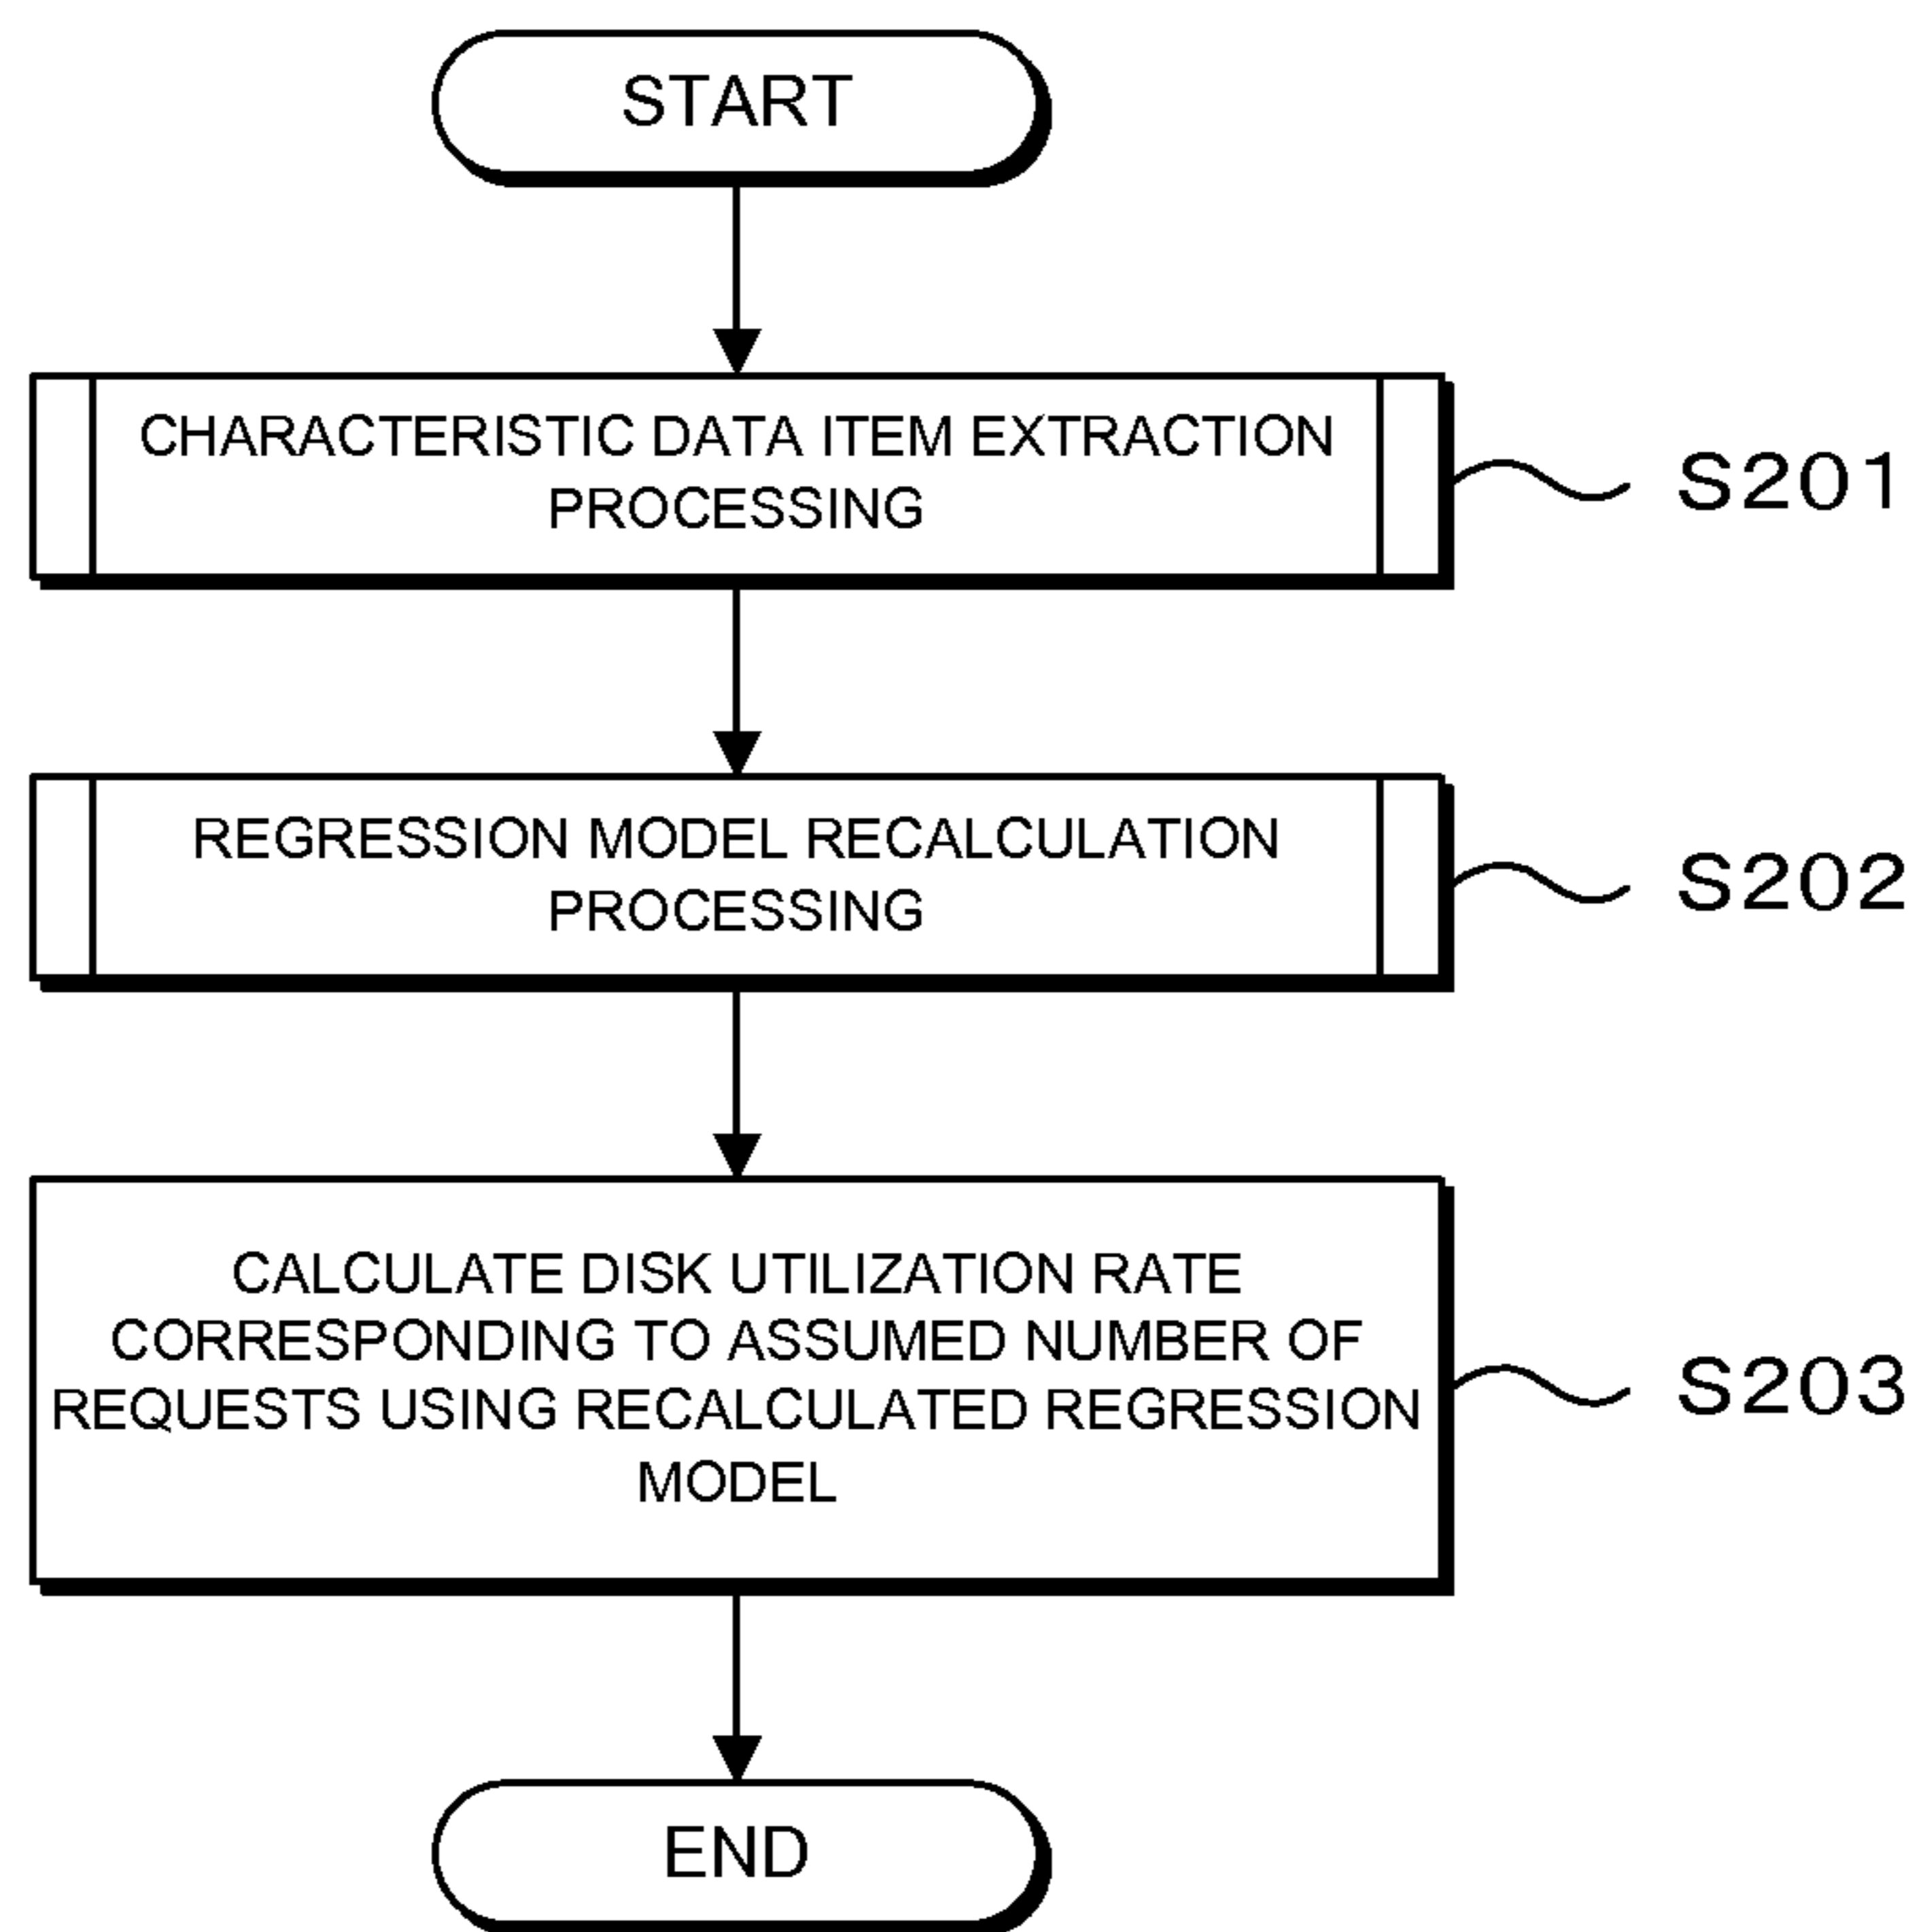 START
CHARACTERISTIC DATA ITEM EXTRACTION
PROCESSING
S201
REGRESSION MODEL RECALCULATION
PROCESSING
S202
CALCULATE DISK UTILIZATION RATE
CORRESPONDING TO ASSUMED NUMBER OF
REQUESTS USING RECALCULATED REGRESSION
MODEL
S203
END